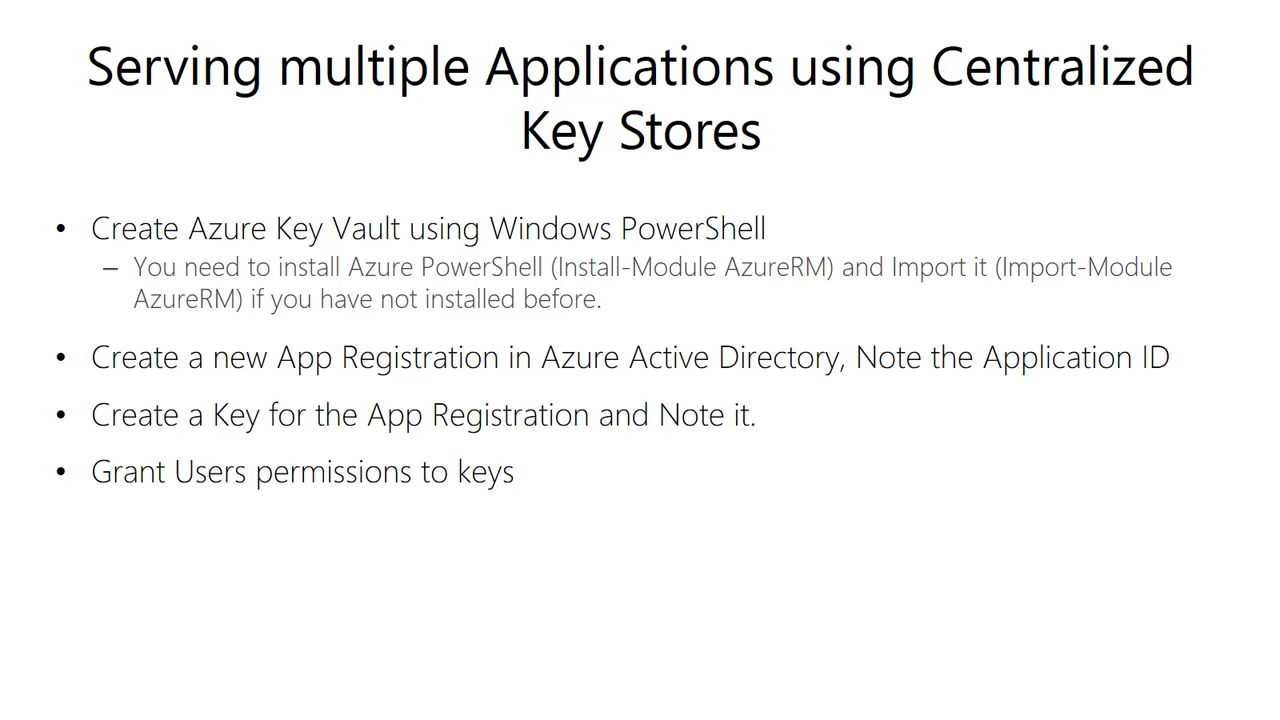 Serving multiple Applications using Centralized
Key Stores
• Create Azure Key Vault using Windows PowerShell
– You need to install Azure PowerShell (Install-Module AzureRM) and Import it (Import-Module
AzureRM) if you have not installed before.
• Create a new App Registration in Azure Active Directory, Note the Application ID
• Create a Key for the App Registration and Note it.
• Grant Users permissions to keys